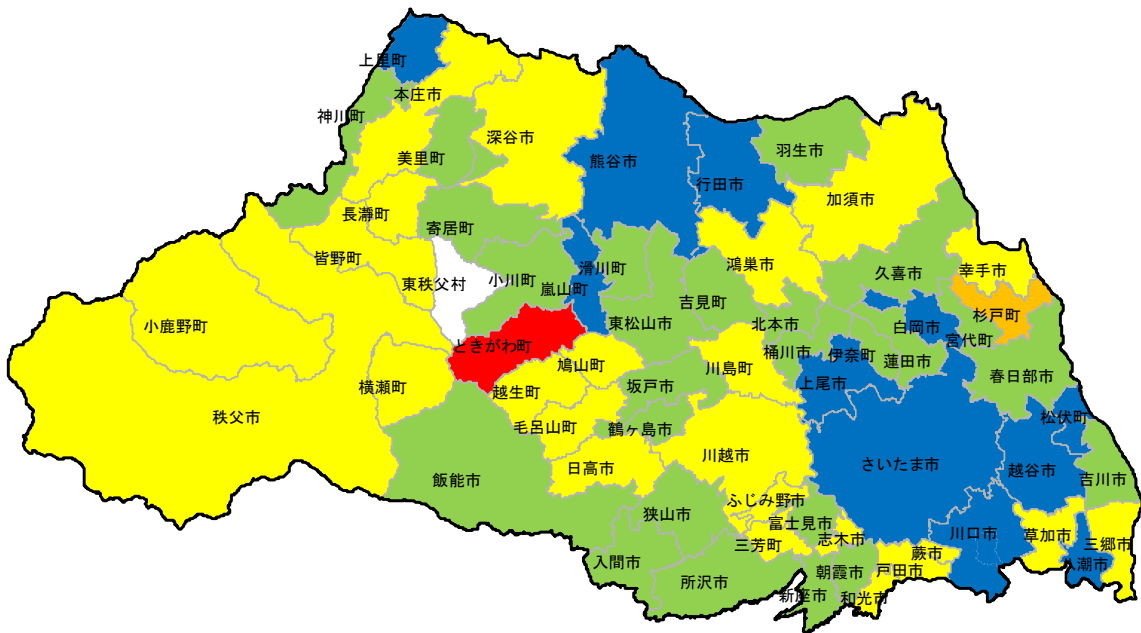 上里町
本庄市
神川町
深谷市
美里町
熊谷市
羽生市
行田市
加須市
長瀞町
寄居町
皆野町
滑川町
鴻巣市
久喜市
幸手市
東秩父村
小川町
嵐山町
吉見町
小鹿野町
東松山市
北本市
杉戸町
白岡市
宮代町
ときがわ町
桶川市
伊奈町
蓮田市
鳩山町
川島町
横瀬町
越生町
坂戸市
上尾市
春日部市
秩父市
毛呂山町
鶴ヶ島市
松伏町
川越市
さいたま市
越谷市
日高市
飯能市
吉川市
ふじみ野市
狭山市
富士見市
志木市
川口市
草加市
三郷市
三芳町
蕨市
入間市
所沢市
朝霞市
戸田市
八潮市
新座市
和光市